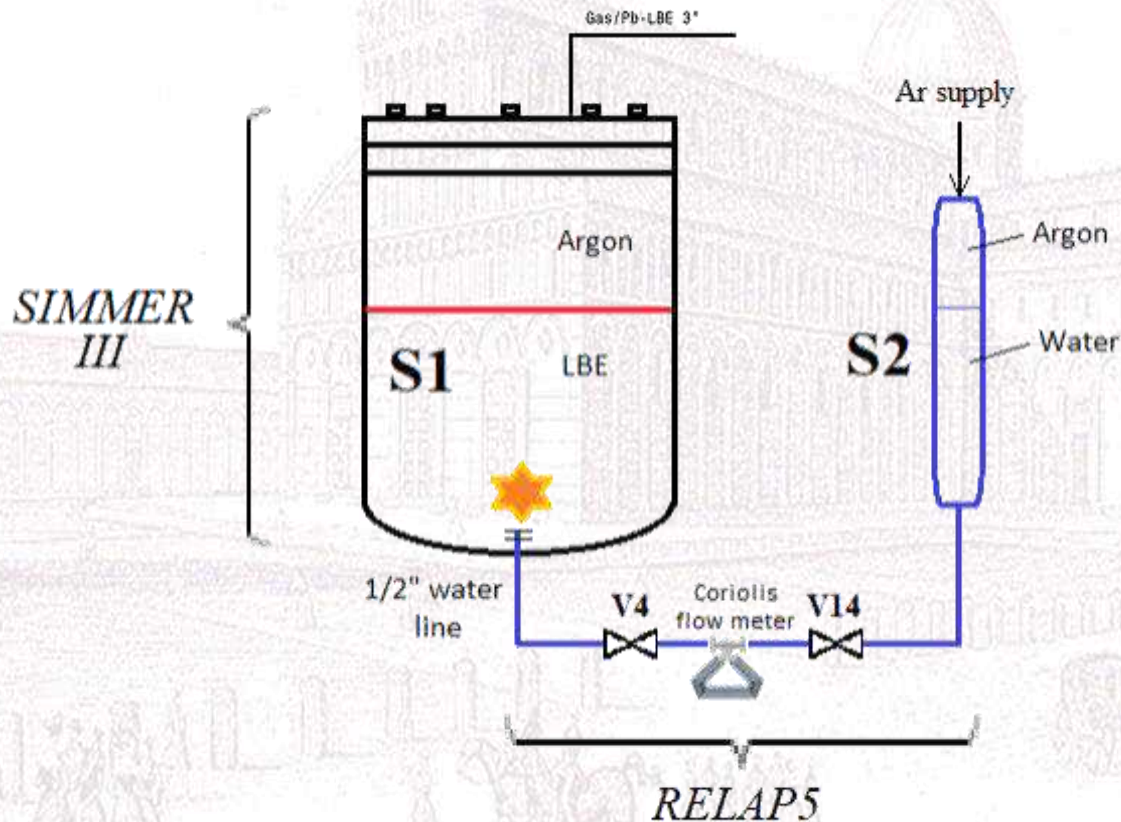 Gas/Pb-LBE 3"
Ar supply
Argon
Argon
SIMMER
III
S1
LBE
S2
Water
1/2" water
line
V4
Coriolis
flow meter
V14
RELAP5